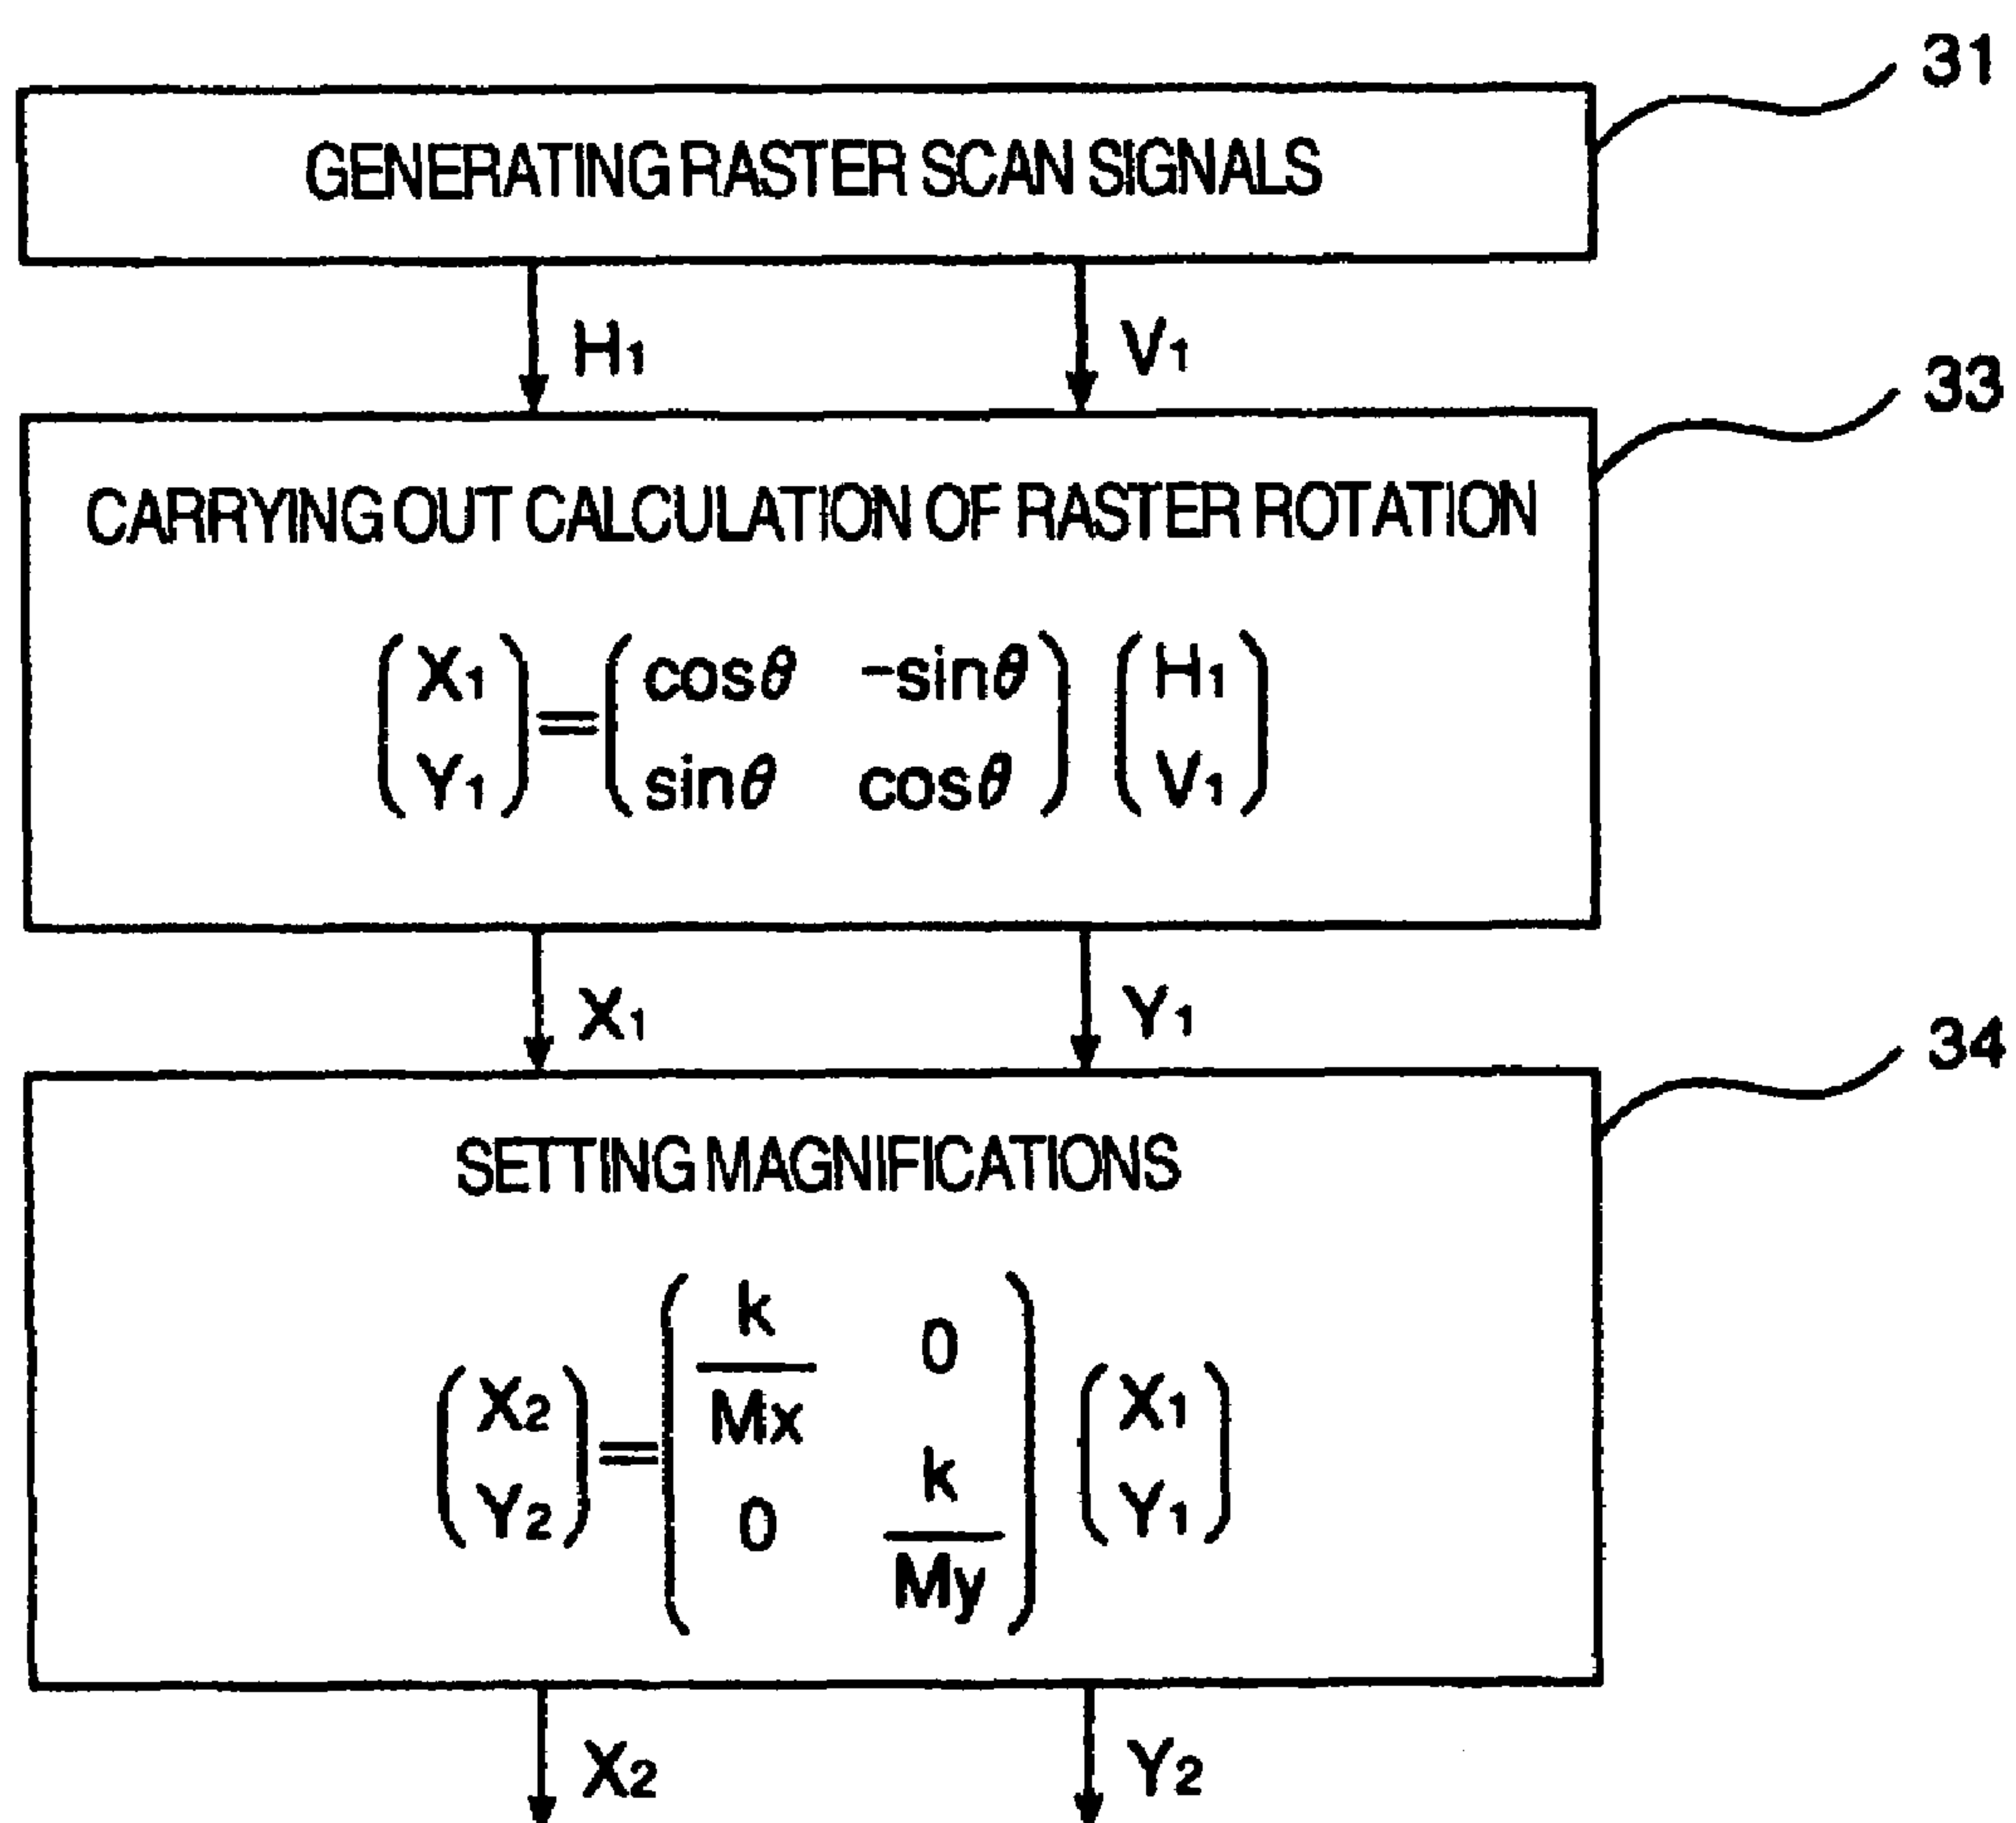 31
GENERATING RASTER SCAN SIGNALS
H1 V1
33
CARRYING OUT CALCULATION OF RASTER ROTATION
(X1) = (cosθ -sinθ) (H1)
(Y1) (sinθ cosθ) (V1)
X1 Y1
34
SETTING MAGNIFICATIONS
(X2) = (k/Mx 0) (X1)
(Y2) (0 k/My) (Y1)
X2 Y2